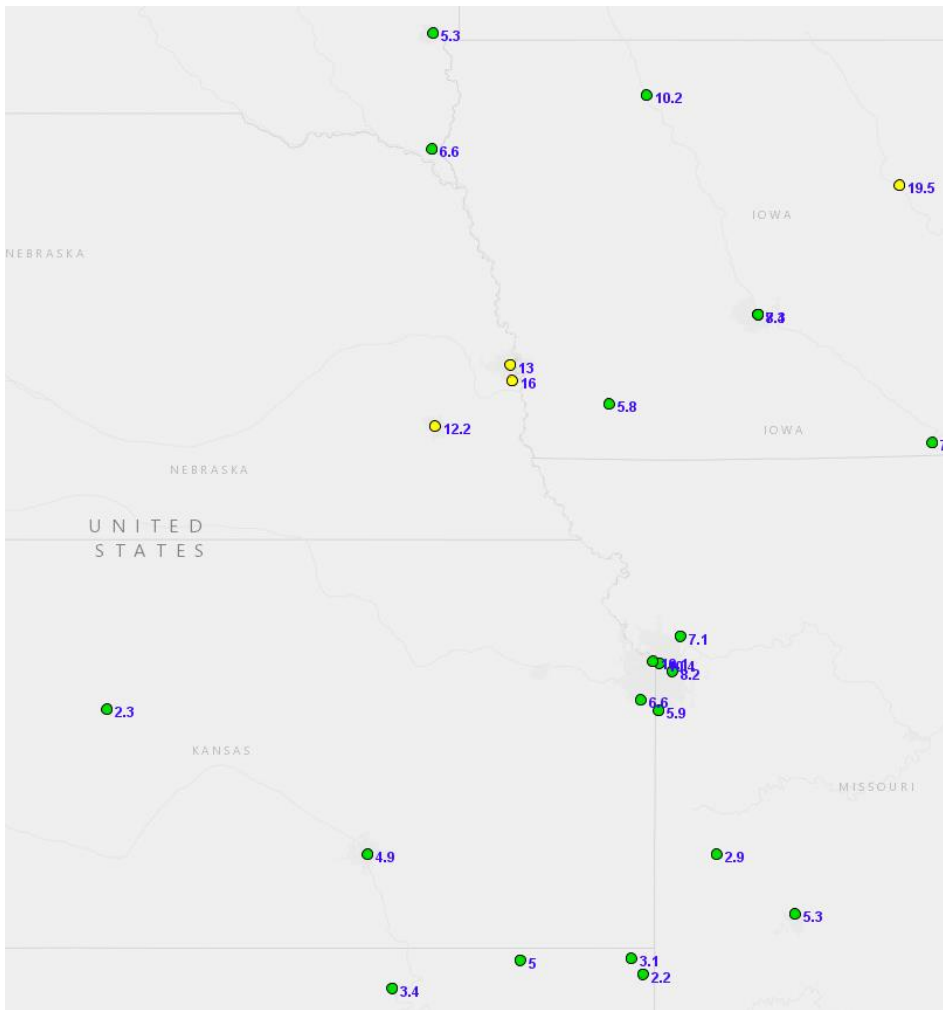 5.3
10.2
6.6
19.5
IOWA
NEBRASKA
13
16
5.8
12.2
IOWA
7
NEBRASKA
UNITED
STATES
7.1
8.2
6.6
5.9
2.3
KANSAS
MISSOURI
4.9
2.9
5.3
3.1
5
2.2
3.4